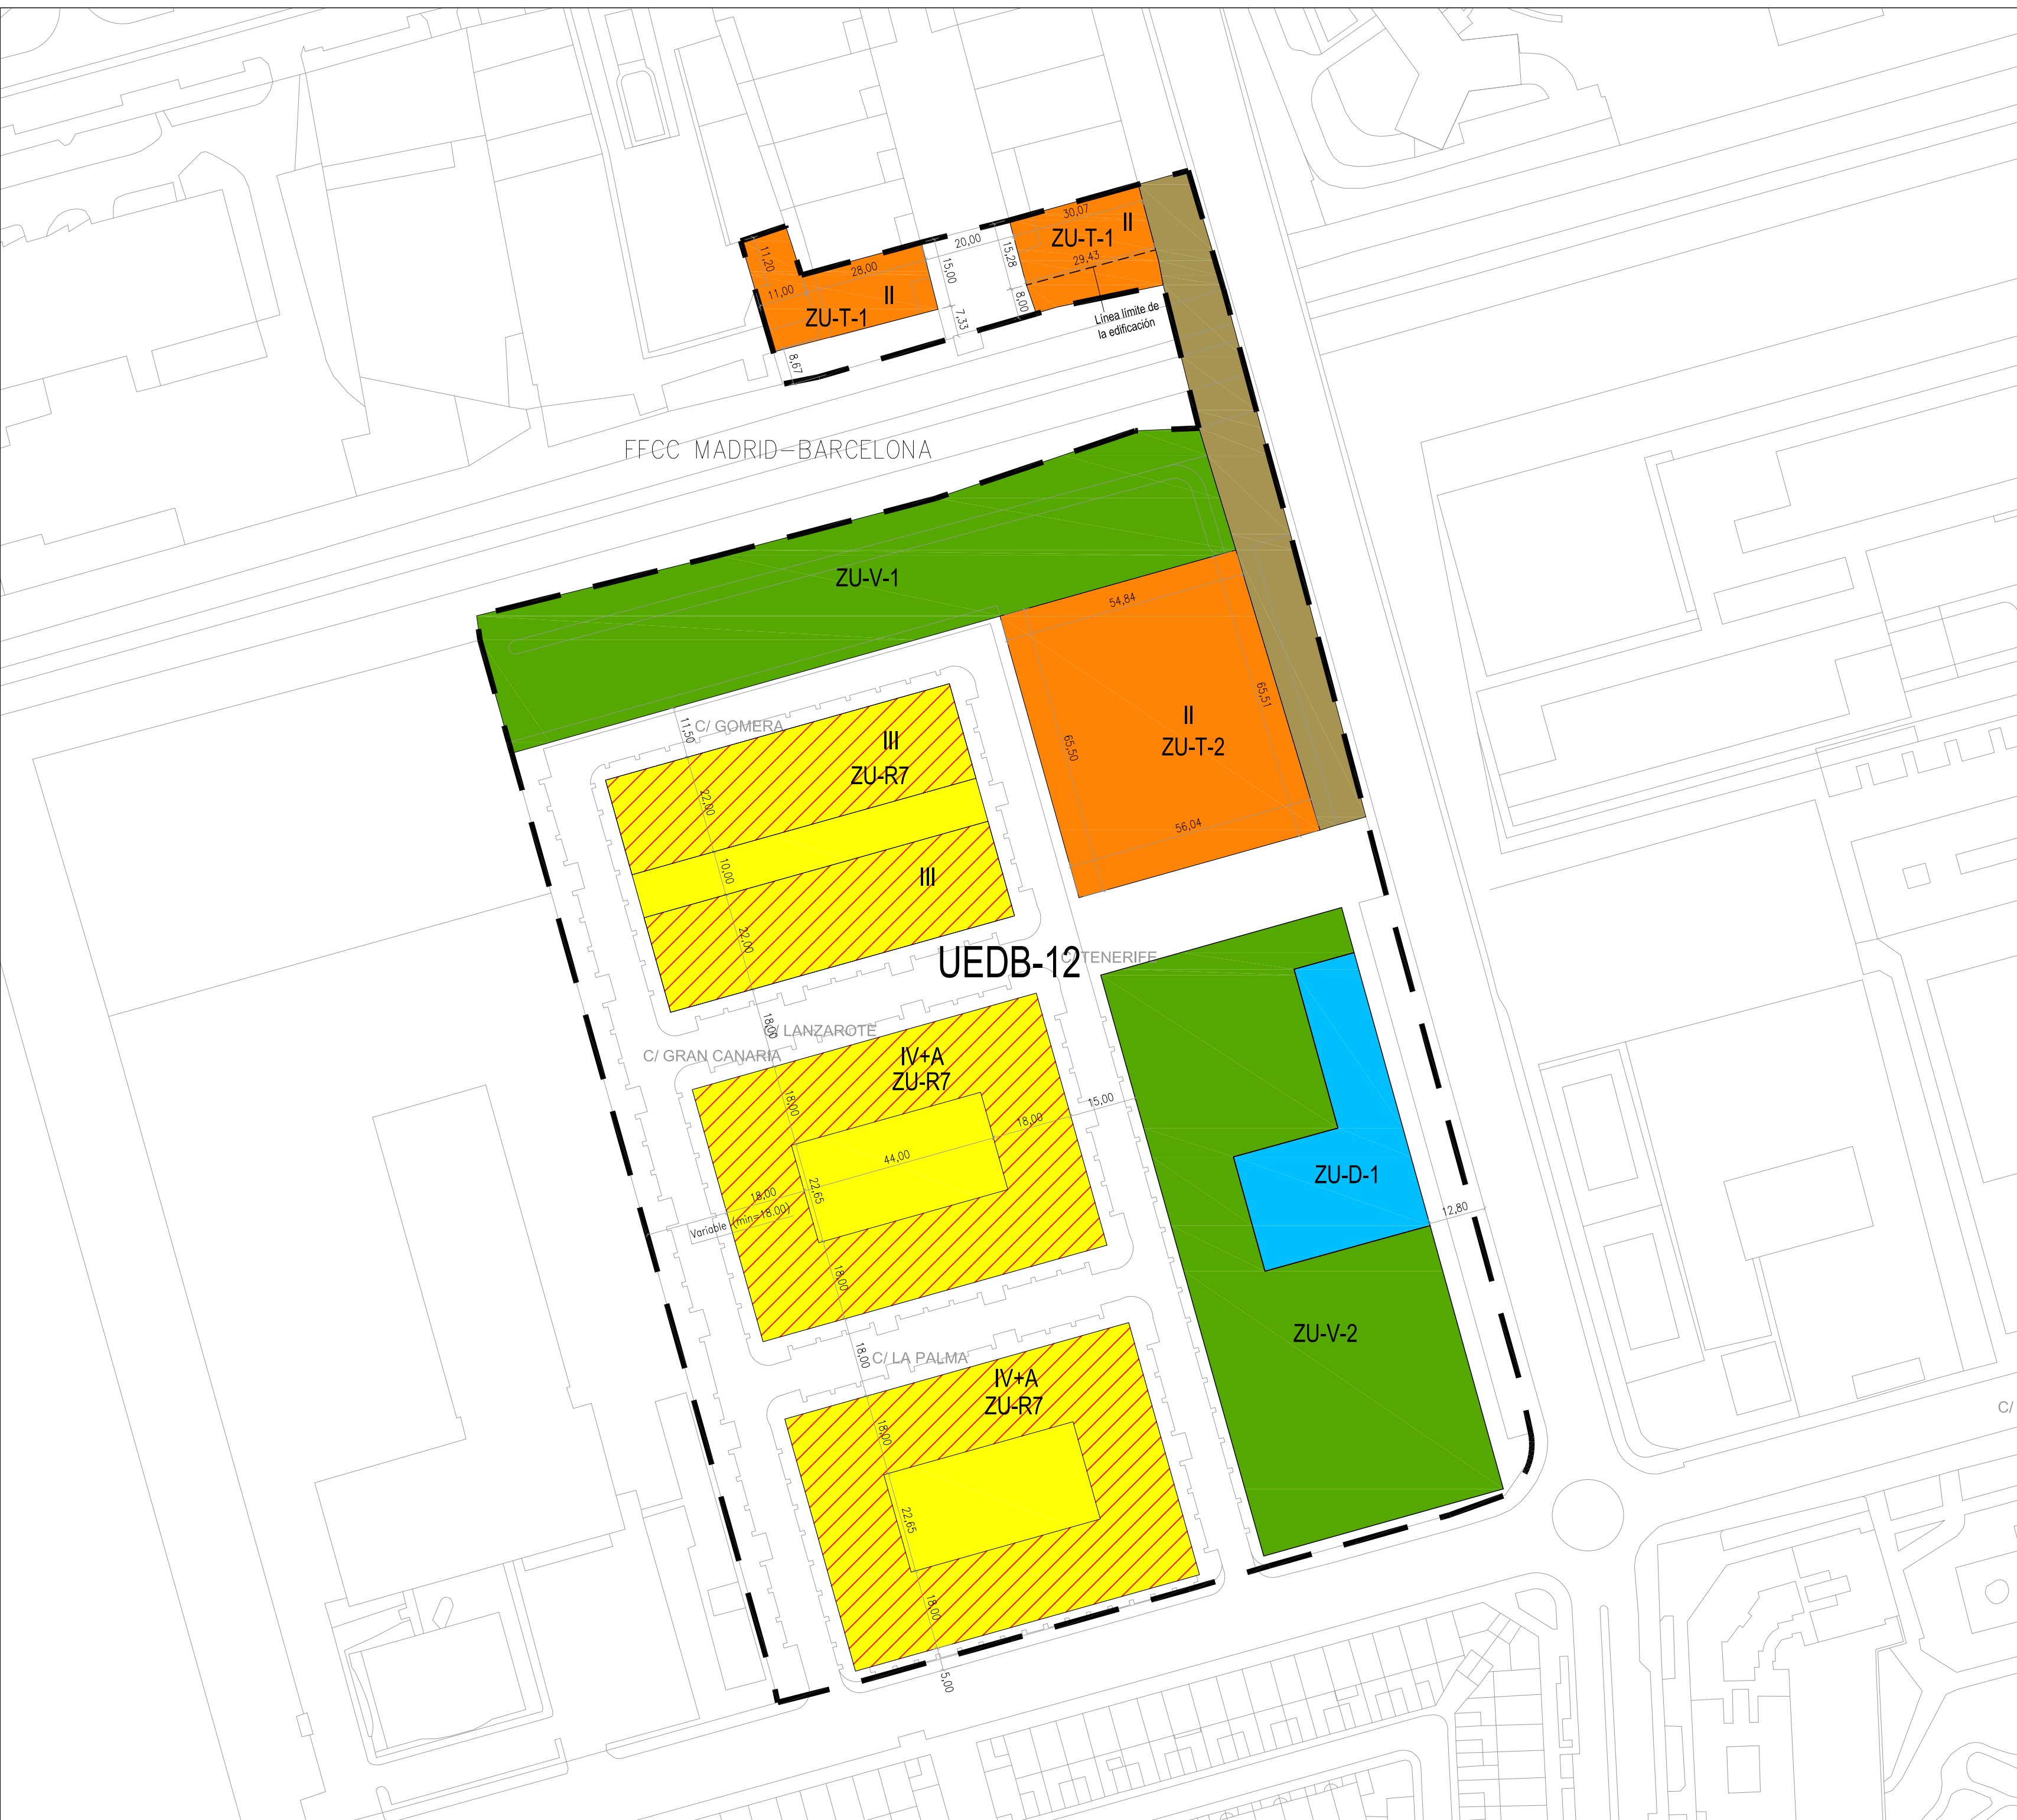 30,07
II
ZU-T-1
20,00
15,28
29,43
11,20
28,00
15,00
11,00
II
ZU-T-1
8,00
7,33
Línea límite de
la edificación
8,67
FFCC MADRID-BARCELONA
ZU-V-1
54,84
65,51
II
ZU-T-2
65,50
56,04
C/ GOMERA
11,50
III
ZU-R7
22,00
10,00
III
22,00
UEDB-12
C/ TENERIFE
18,00
C/ LANZAROTE
C/ GRAN CANARIA
IV+A
ZU-R7
18,00
15,00
18,00
44,00
18,00
22,65
Variable (min=18.00)
ZU-D-1
12,80
18,00
ZU-V-2
18,00
C/ LA PALMA
IV+A
ZU-R7
C/
18,00
22,65
18,00
5,00